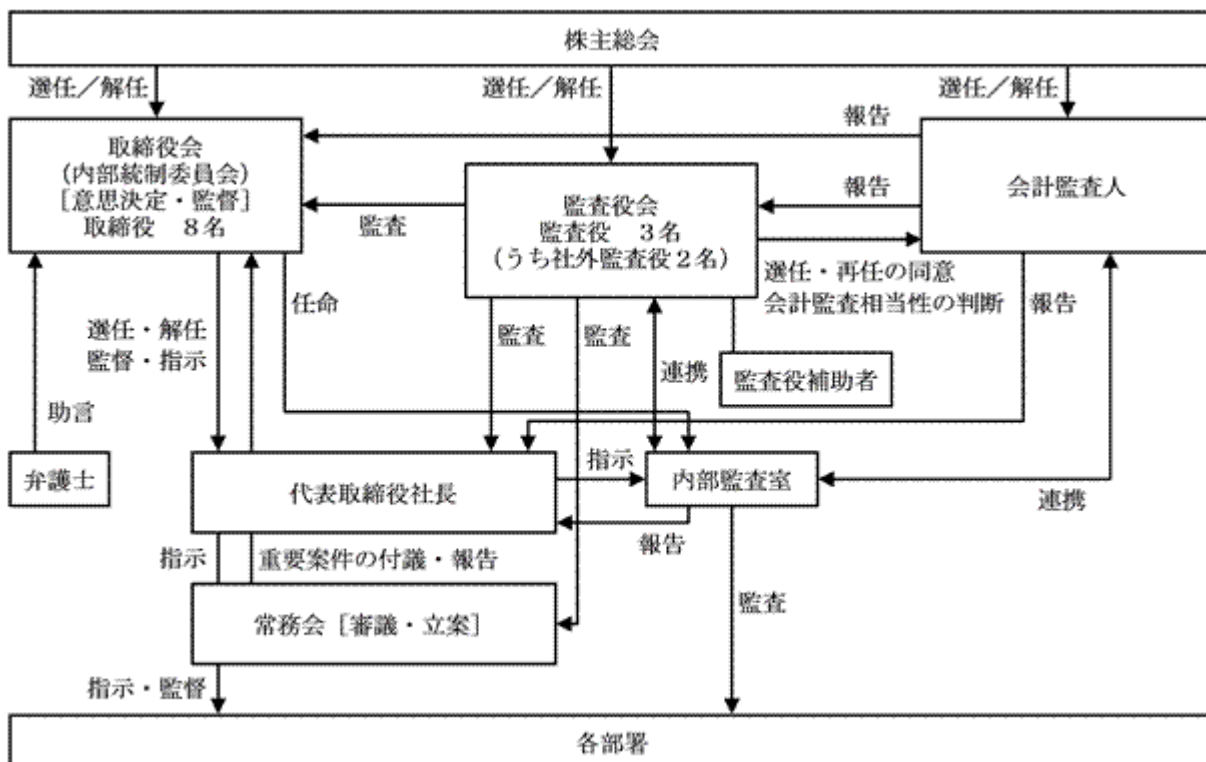 株主総会
選任／解任
選任／解任
選任／解任
報告
取締役会
（内部統制委員会）
［意思決定・監督］
取締役　８名
監査
監査役会
監査役　３名
（うち社外監査役２名）
報告
会計監査人
選任・再任の同意
会計監査相当性の判断
報告
任命
選任・解任
監督・指示
監査
監査
連携
監査役補助者
助言
弁護士
代表取締役社長
指示
内部監査室
連携
報告
指示
重要案件の付議・報告
常務会［審議・立案］
監査
指示・監督
各部署